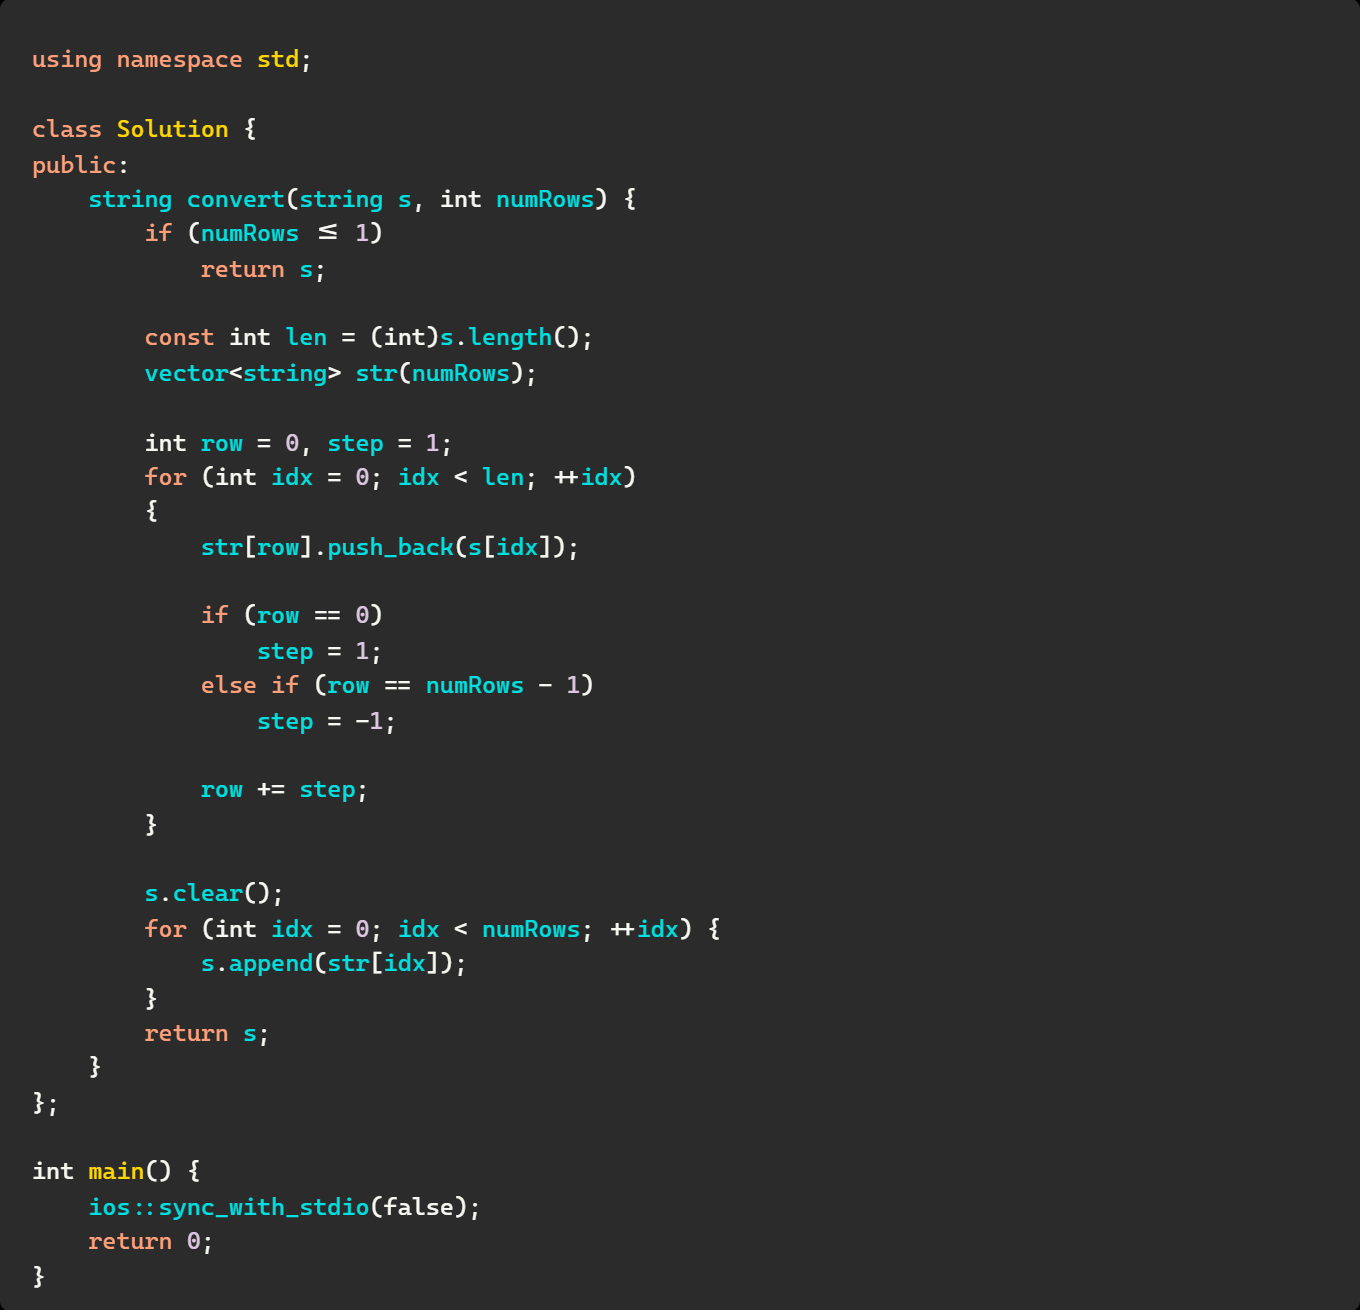 using namespace std;
class Solution {
public:
    string convert(string s, int numRows) {
        if (numRows <= 1)
            return s;
        const int len = (int)s.length();
        vector<string> str(numRows);
        int row = 0, step = 1;
        for (int idx = 0; idx < len; ++idx)
        {
            str[row].push_back(s[idx]);
            if (row == 0)
                step = 1;
            else if (row == numRows - 1)
                step = -1;
            row += step;
        }
        s.clear();
        for (int idx = 0; idx < numRows; ++idx) {
            s.append(str[idx]);
        }
        return s;
    }
};
int main() {
    ios::sync_with_stdio(false);
    return 0;
}